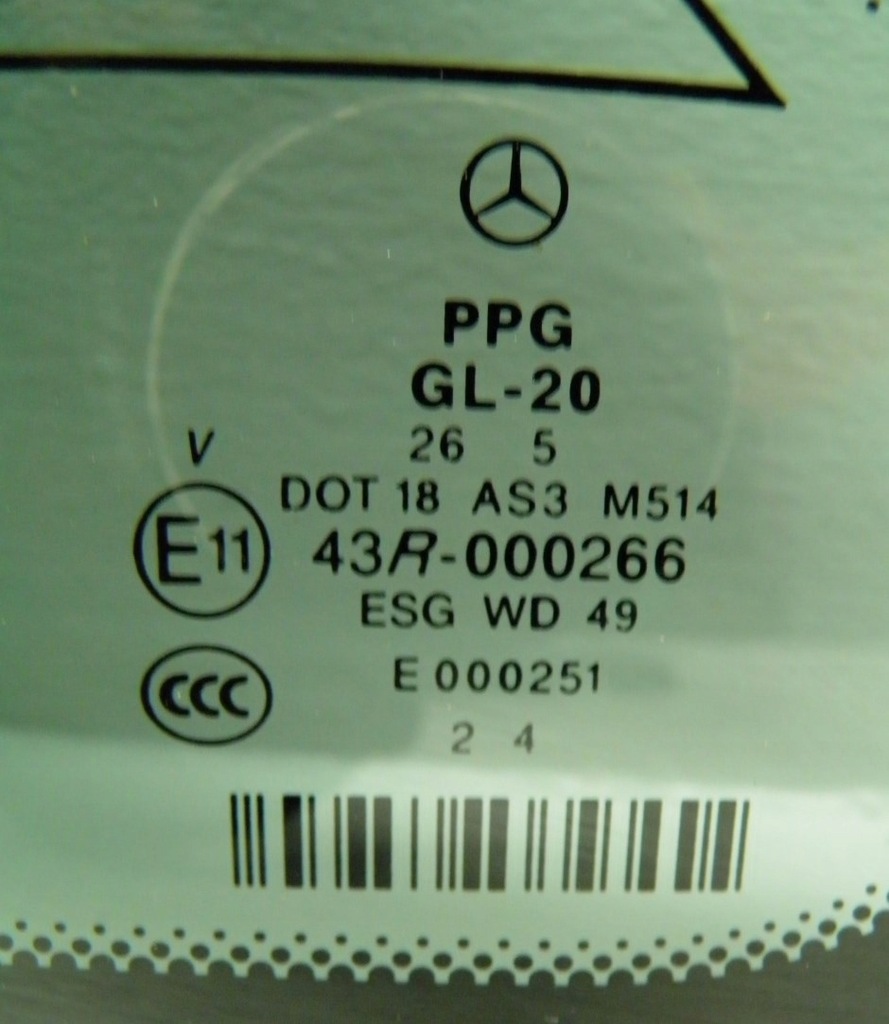 PPG
GL-20
26 5
V
DOT 18 AS3 M514
E11 43R-000266
ESG WD 49
CCC E 000251
2 4